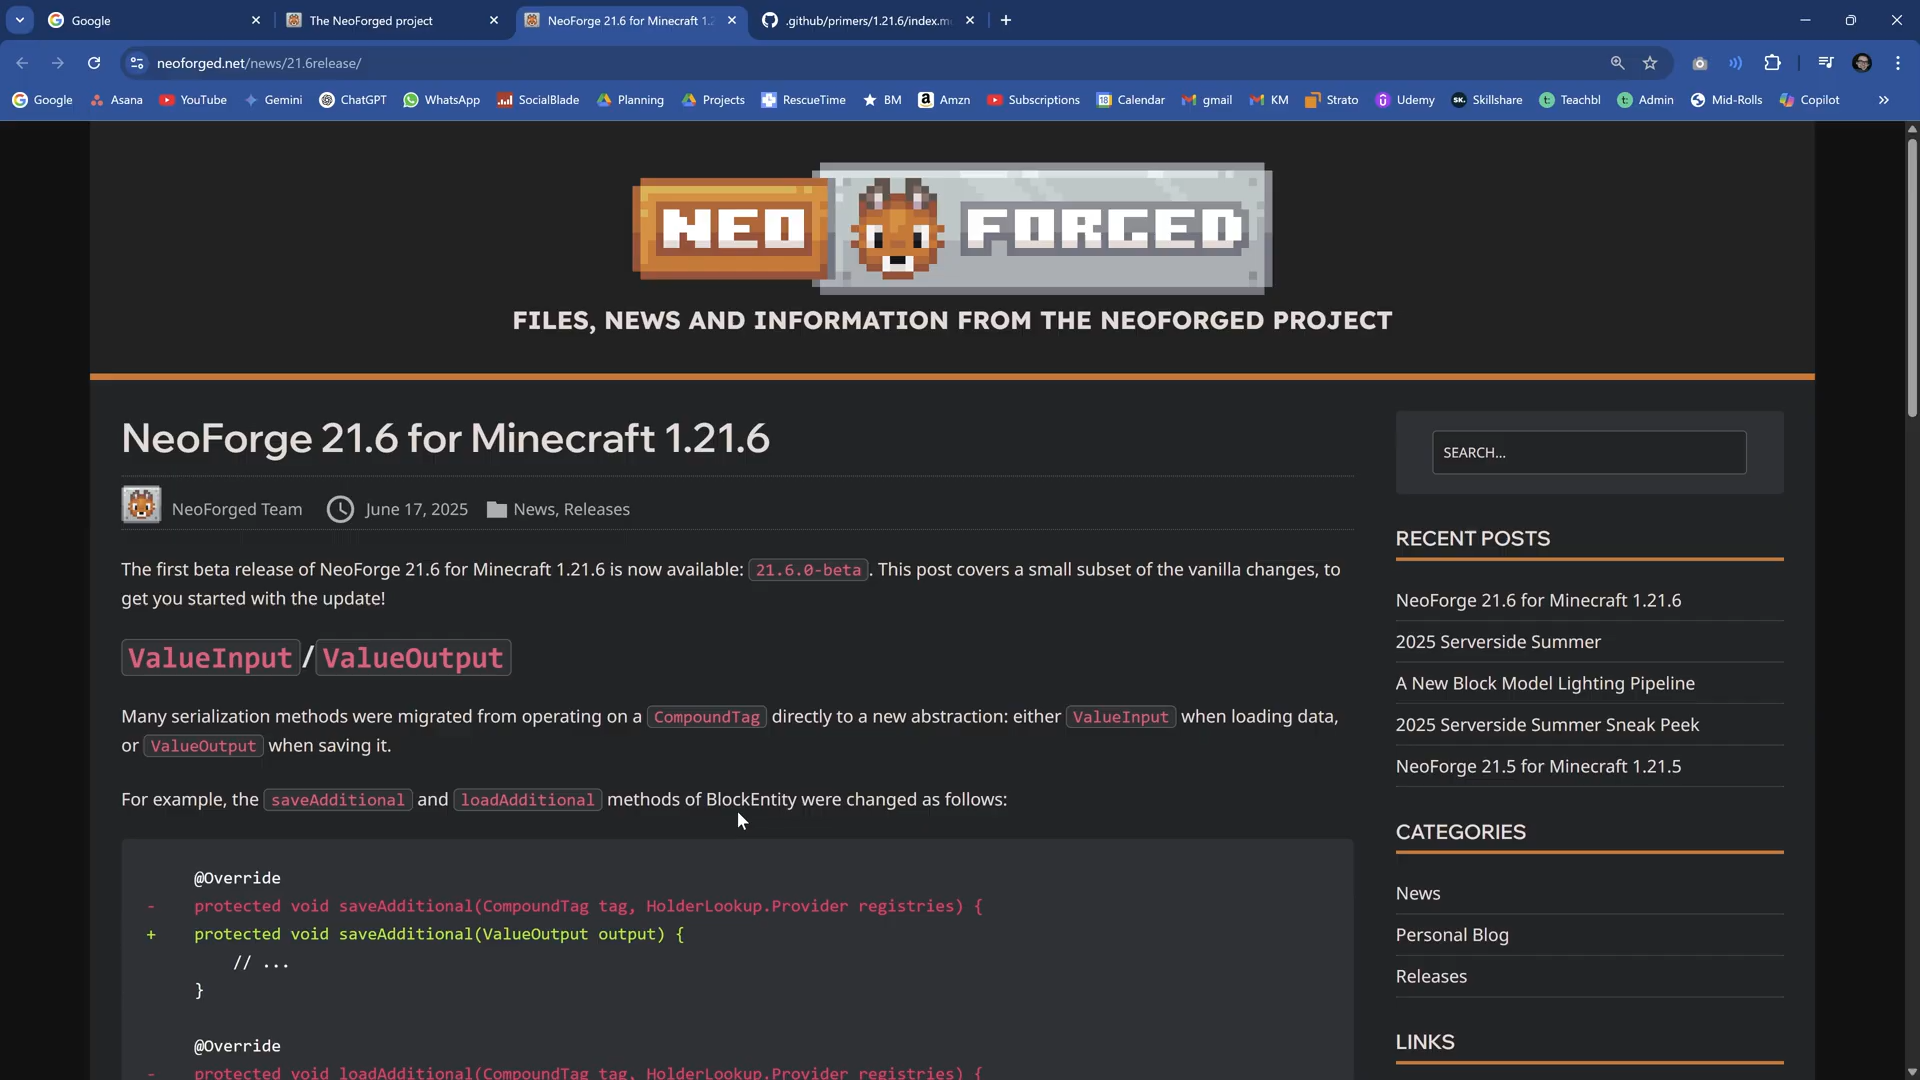 Google
The NeoForged project
NeoForge 21.6 for Minecraft 1.2
.github/primers/1.21.6/index.m
neoforged.net/news/21.6release/
Google
Asana
YouTube
Gemini
ChatGPT
WhatsApp
SocialBlade
Planning
Projects
RescueTime
BM
Amzn
Subscriptions
Calendar
gmail
KM
Strato
Udemy
Skillshare
Teachbl
Admin
Mid-Rolls
Copilot
NEO FORGED
FILES, NEWS AND INFORMATION FROM THE NEOFORGED PROJECT
NeoForge 21.6 for Minecraft 1.21.6
NeoForged Team June 17, 2025 News, Releases
The first beta release of NeoForge 21.6 for Minecraft 1.21.6 is now available: 21.6.0-beta. This post covers a small subset of the vanilla changes, to
get you started with the update!
ValueInput/ValueOutput
Many serialization methods were migrated from operating on a CompoundTag directly to a new abstraction: either ValueInput when loading data,
or ValueOutput when saving it.
For example, the saveAdditional and loadAdditional methods of BlockEntity were changed as follows:
@Override
- protected void saveAdditional(CompoundTag tag, HolderLookup.Provider registries) {
+ protected void saveAdditional(ValueOutput output) {
// ...
}
@Override
- protected void loadAdditional(CompoundTag tag, HolderLookup.Provider registries) {
SEARCH...
RECENT POSTS
NeoForge 21.6 for Minecraft 1.21.6
2025 Serverside Summer
A New Block Model Lighting Pipeline
2025 Serverside Summer Sneak Peek
NeoForge 21.5 for Minecraft 1.21.5
CATEGORIES
News
Personal Blog
Releases
LINKS